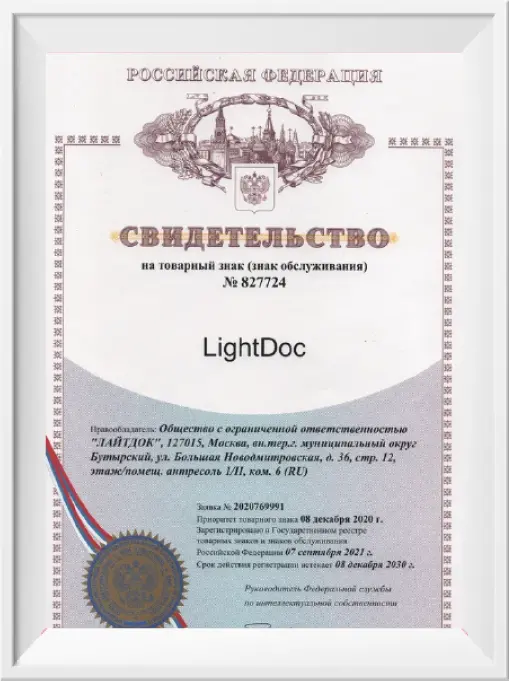 РОССИЙСКАЯ ФЕДЕРАЦИЯ
СВИДЕТЕЛЬСТВО
на товарный знак (знак обслуживания)
№ 827724
LightDoc
Правообладатель: Общество с ограниченной ответственностью
"ЛАЙТДОК", 127015, Москва, вн.тер.г. муниципальный округ
Бутырский, ул. Большая Новодмитровская, д. 36, стр. 12,
этаж/помещ. антресоль 1/II, ком. 6 (RU)
Заявка № 2020769991
Приоритет товарного знака 08 декабря 2020 г.
Зарегистрировано в Государственном реестре
товарных знаков и знаков обслуживания
Российской Федерации 07 сентября 2021 г.
Срок действия регистрации истекает 08 декабря 2030 г.
Руководитель Федеральной службы
по интеллектуальной собственности